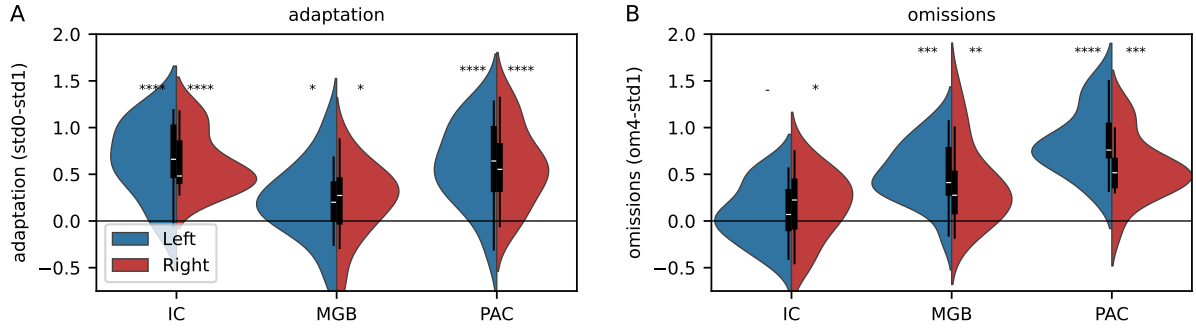 A
adaptation
adaptation (std0-std1)
2.0
1.5
1.0
0.5
0.0
−0.5
**** ****
* *
**** ****
Left
Right
IC MGB PAC
B
omissions
omissions (om4-std1)
2.0
1.5
1.0
0.5
0.0
−0.5
- *
*** **
**** ***
IC MGB PAC